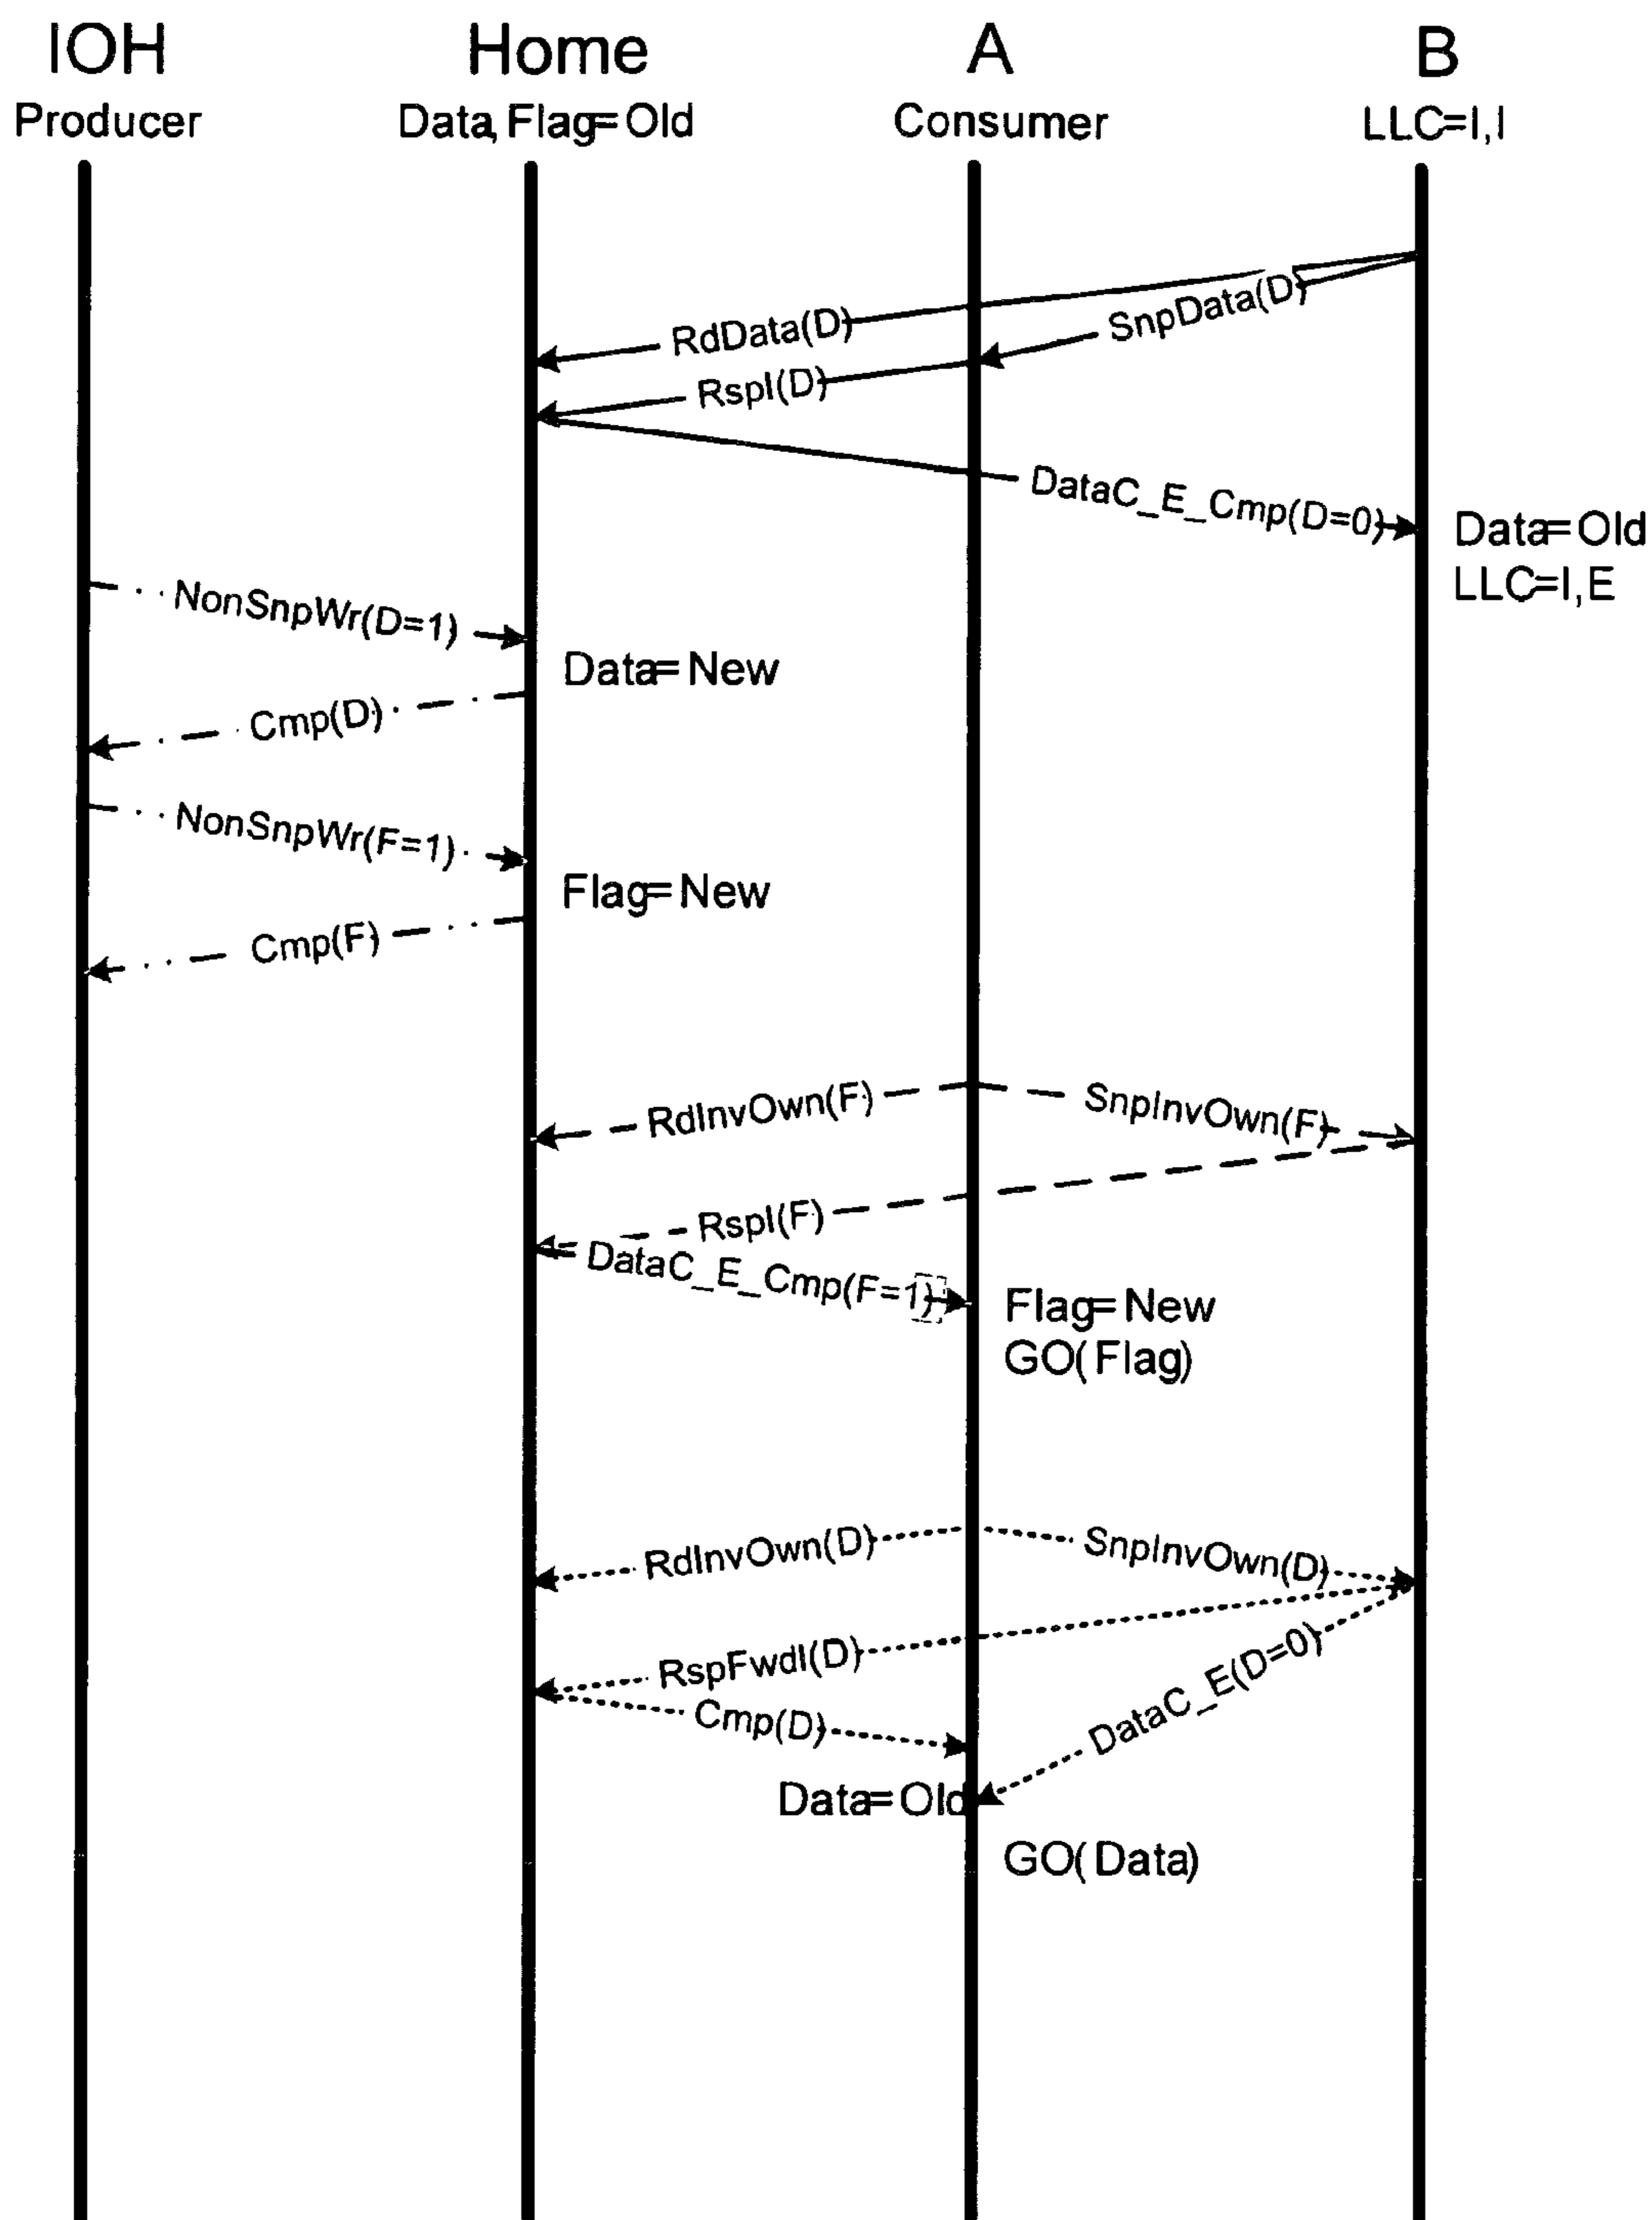 IOH
Home
A
B
Producer
Data, Flag=Old
Consumer
LLC=I,I
RdData(D)
SnpData(D)
RspI(D)
DataC_E_Cmp(D=0)
Data=Old
LLC=I,E
NonSnpWr(D=1)
Data=New
Cmp(D)
NonSnpWr(F=1)
Flag=New
Cmp(F)
RdInvOwn(F)
SnpInvOwn(F)
RspI(F)
DataC_E_Cmp(F=1)
Flag=New
GO(Flag)
RdInvOwn(D)
SnpInvOwn(D)
RspFwdI(D)
DataC_E(D=0)
Cmp(D)
Data=Old
GO(Data)